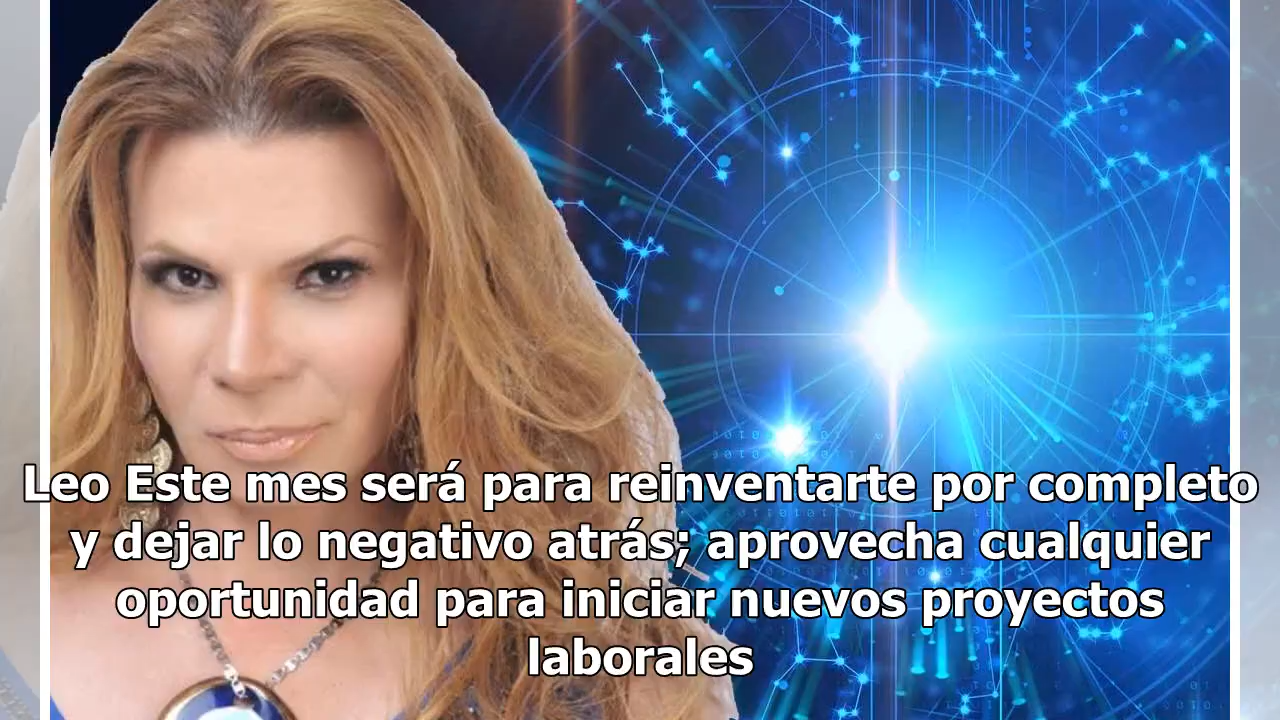 Leo Este mes será para reinventarte por completo
y dejar lo negativo atrás; aprovecha cualquier
oportunidad para iniciar nuevos proyectos
laborales